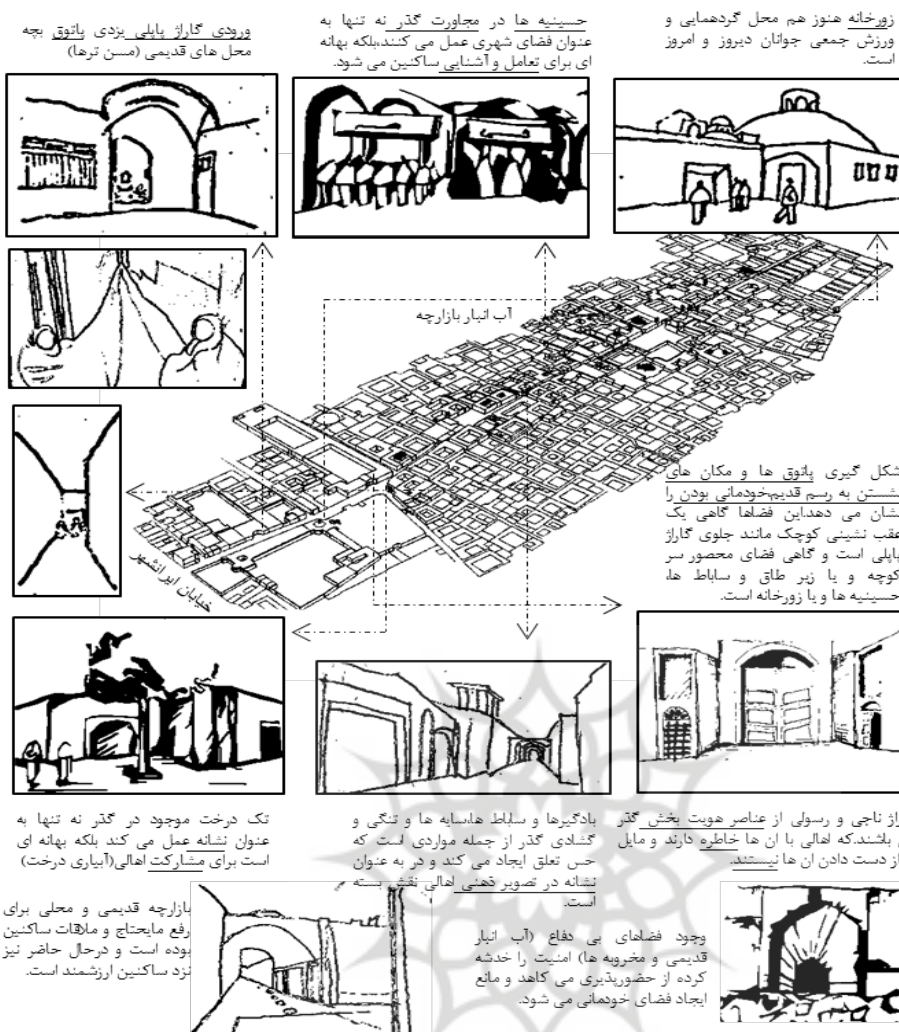 زورخانه هنوز هم محل گردهمایی و
ورزش جمعی جوانان دیروز و امروز
است.
حسینیه ها در مجاورت گذر نه تنها به
عنوان فضای شهری عمل می کنند،بلکه بهانه
ای برای تعامل و آشنایی ساکنین می شود.
ورودی گاراژ پاپلی یزدی پاتوق بچه
محل های قدیمی (مسن ترها)
آب انبار بازارچه
شکل گیری پاتوق ها و مکان های
نشستن به رسم قدیم،خودمانی بودن را
نشان می دهد.این فضاها گاهی یک
عقب نشینی کوچک مانند جلوی گاراژ
پاپلی است و گاهی فضای محصور سر
کوچه و یا زیر طاق و ساباط ها،
حسینیه ها و یا زورخانه است.
خیابان ایرانشهر
راژ ناجی و رسولی از عناصر هویت بخش گذر
باشند.که اهالی با ان ها خاطره دارند و مایل
از دست دادن ان ها نیستند.
بادگیرها و ساباط ها،سایه ها و تنگی و
گشادی گذر از جمله مواردی است که
حس تعلق ایجاد می کند و در به عنوان
نشانه در تصویر ذهنی اهالی نقش بسته
است.
تک درخت موجود در گذر نه تنها به
عنوان نشانه عمل می کند بلکه بهانه ای
است برای مشارکت اهالی(آبیاری درخت)
وجود فضاهای بی دفاع (آب انبار
قدیمی و مخروبه ها) امنیت را خدشه
کرده از حضورپذیری می کاهد و مانع
ایجاد فضای خودمانی می شود.
بازارچه قدیمی و محلی برای
رفع مایحتاج و ملاقات ساکنین
بوده است و درحال حاضر نیز
نزد ساکنین ارزشمند است.